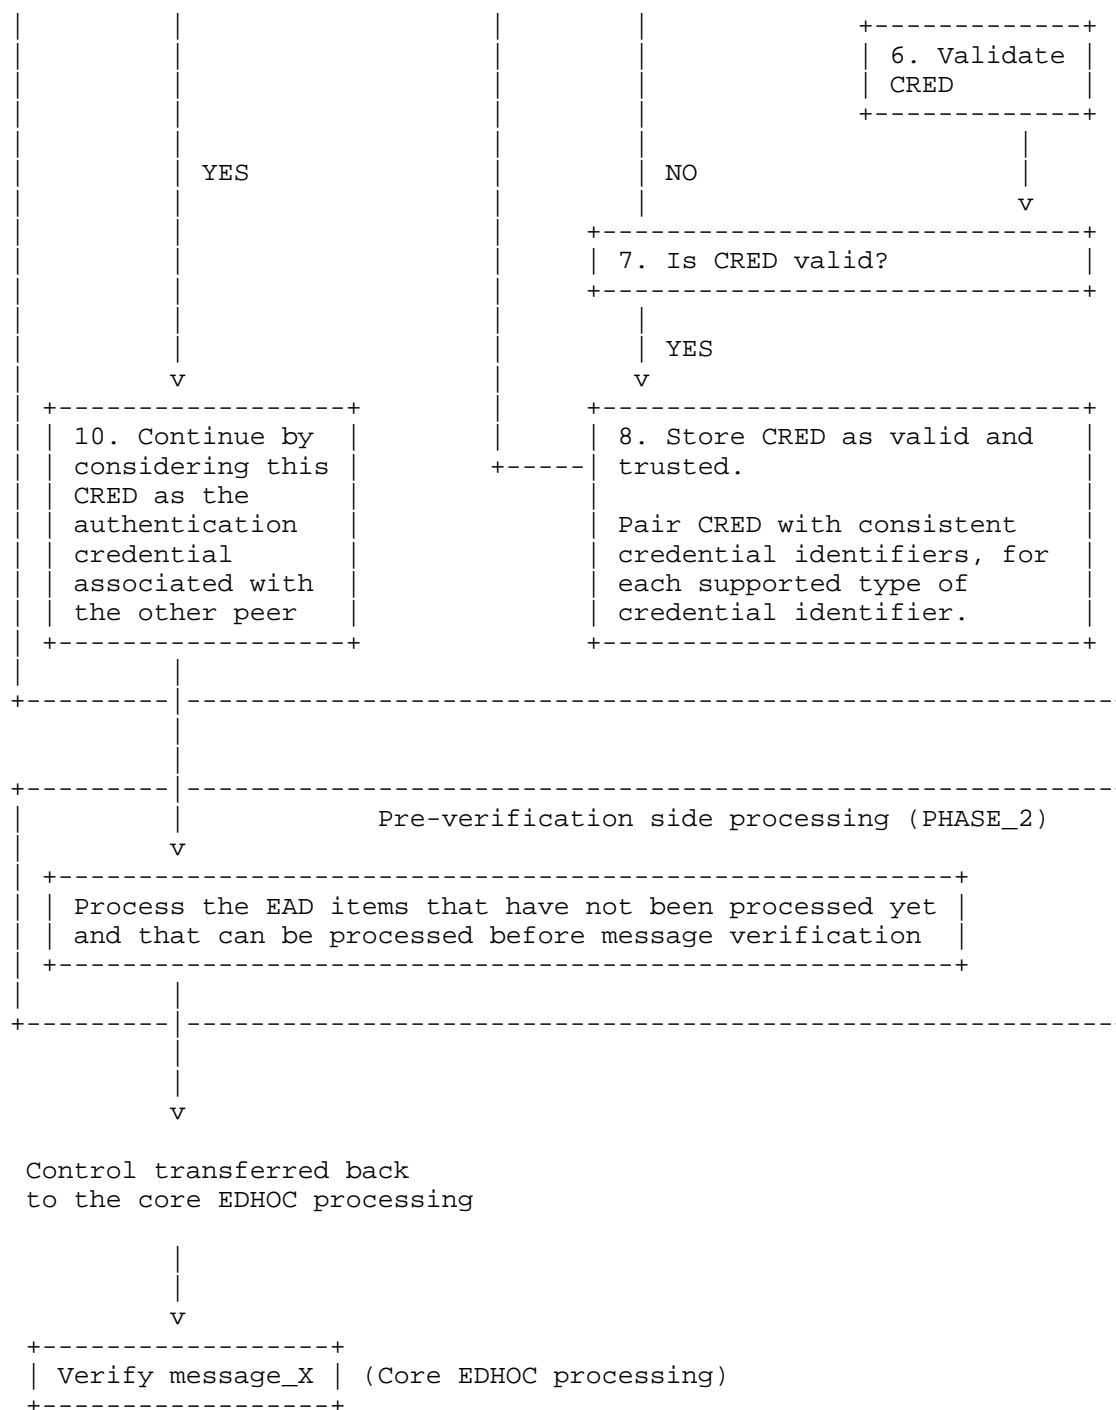 6. Validate
CRED
YES
NO
v
7. Is CRED valid?
YES
v
v
10. Continue by
considering this
CRED as the
authentication
credential
associated with
the other peer
8. Store CRED as valid and
trusted.
Pair CRED with consistent
credential identifiers, for
each supported type of
credential identifier.
Pre-verification side processing (PHASE_2)
v
Process the EAD items that have not been processed yet
and that can be processed before message verification
v
Control transferred back
to the core EDHOC processing
v
Verify message_X
(Core EDHOC processing)